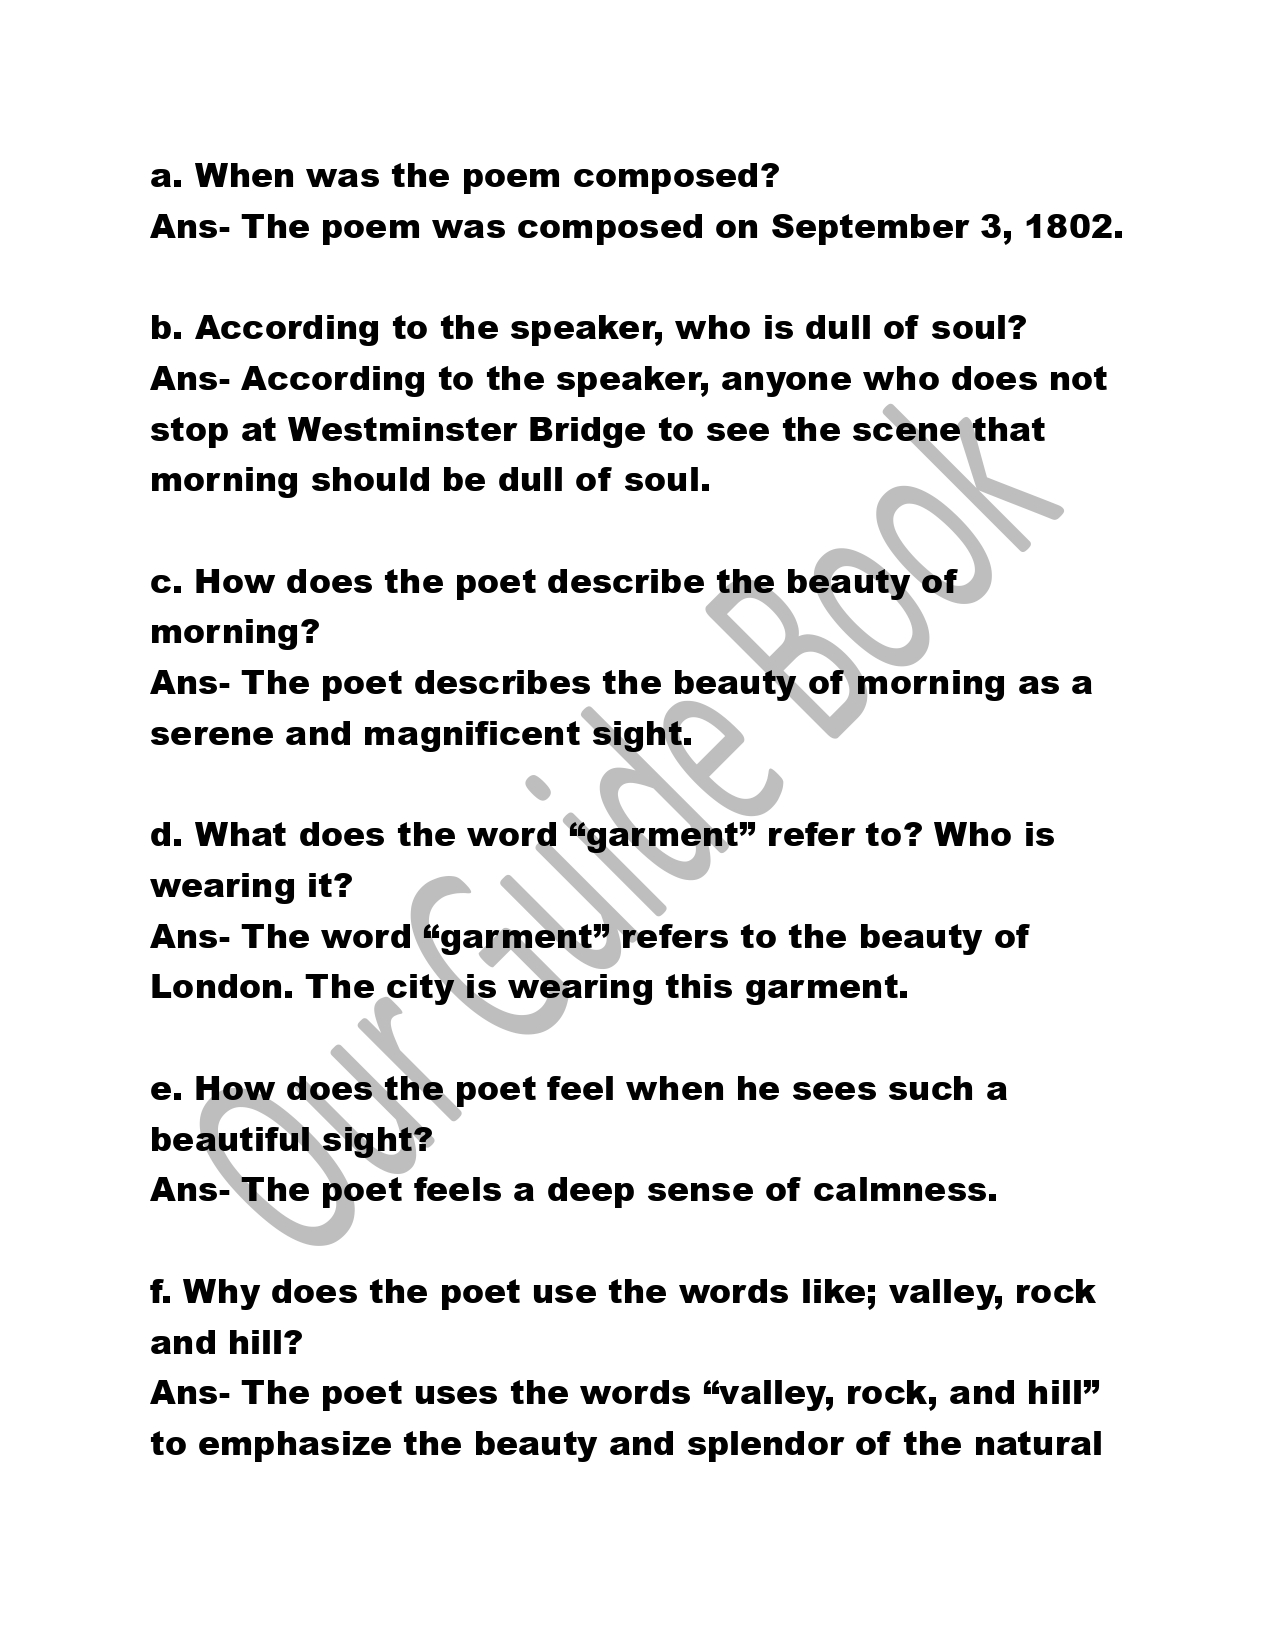 a. When was the poem composed?
Ans- The poem was composed on September 3, 1802.
b. According to the speaker, who is dull of soul?
Ans- According to the speaker, anyone who does not
stop at Westminster Bridge to see the scene that
morning should be dull of soul.
c. How does the poet describe the beauty of
morning?
Ans- The poet describes the beauty of morning as a
serene and magnificent sight.
d. What does the word “garment” refer to? Who is
wearing it?
Ans- The word “garment” refers to the beauty of
London. The city is wearing this garment.
e. How does the poet feel when he sees such a
beautiful sight?
Ans- The poet feels a deep sense of calmness.
f. Why does the poet use the words like; valley, rock
and hill?
Ans- The poet uses the words “valley, rock, and hill”
to emphasize the beauty and splendor of the natural
Our Guide Book